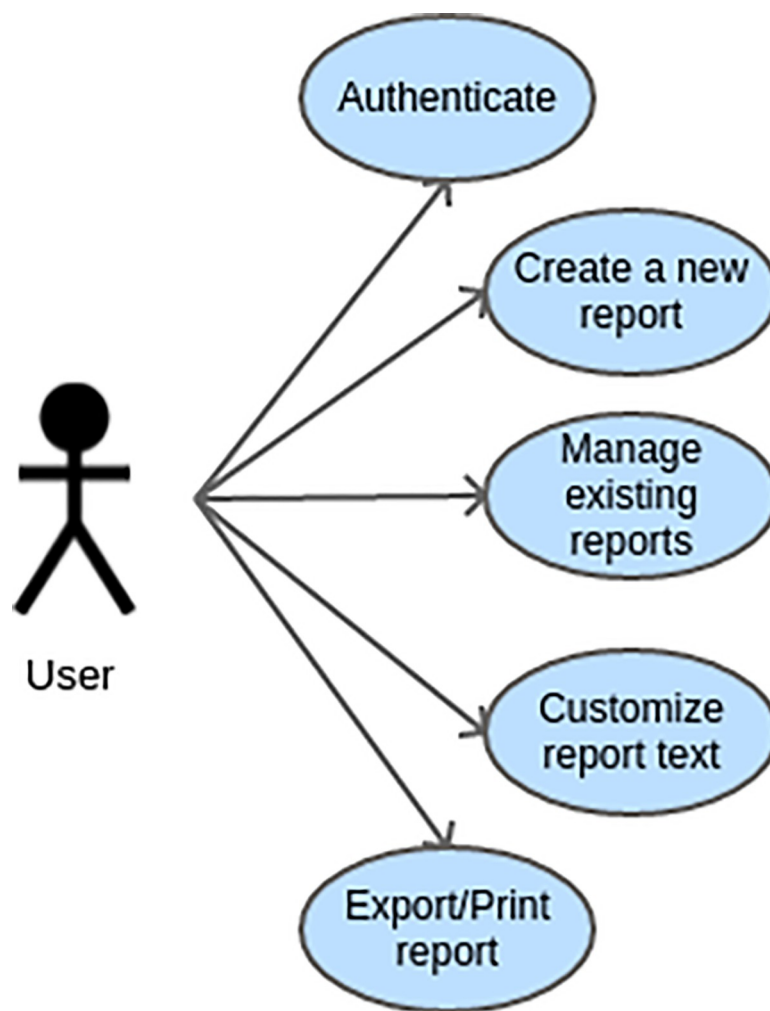 Authenticate
Create a new
report
Manage
existing
reports
User
Customize
report text
Export/Print
report